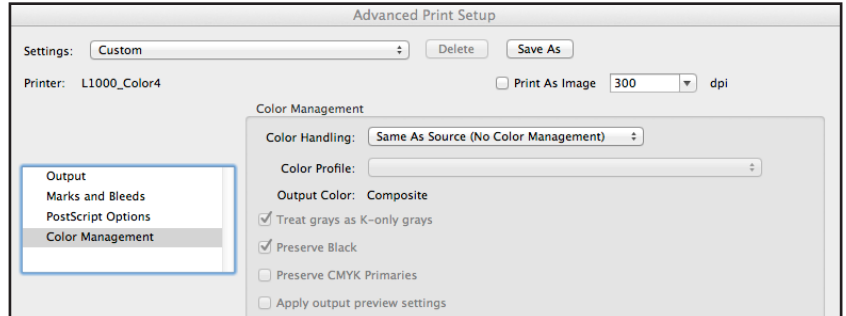 Advanced Print Setup
Settings: Custom Delete Save As
Printer: L1000_Color4 Print As Image 300 dpi
Color Management
Color Handling: Same As Source (No Color Management)
Color Profile:
Output Color: Composite
Treat grays as K-only grays
Preserve Black
Preserve CMYK Primaries
Apply output preview settings
Output
Marks and Bleeds
PostScript Options
Color Management